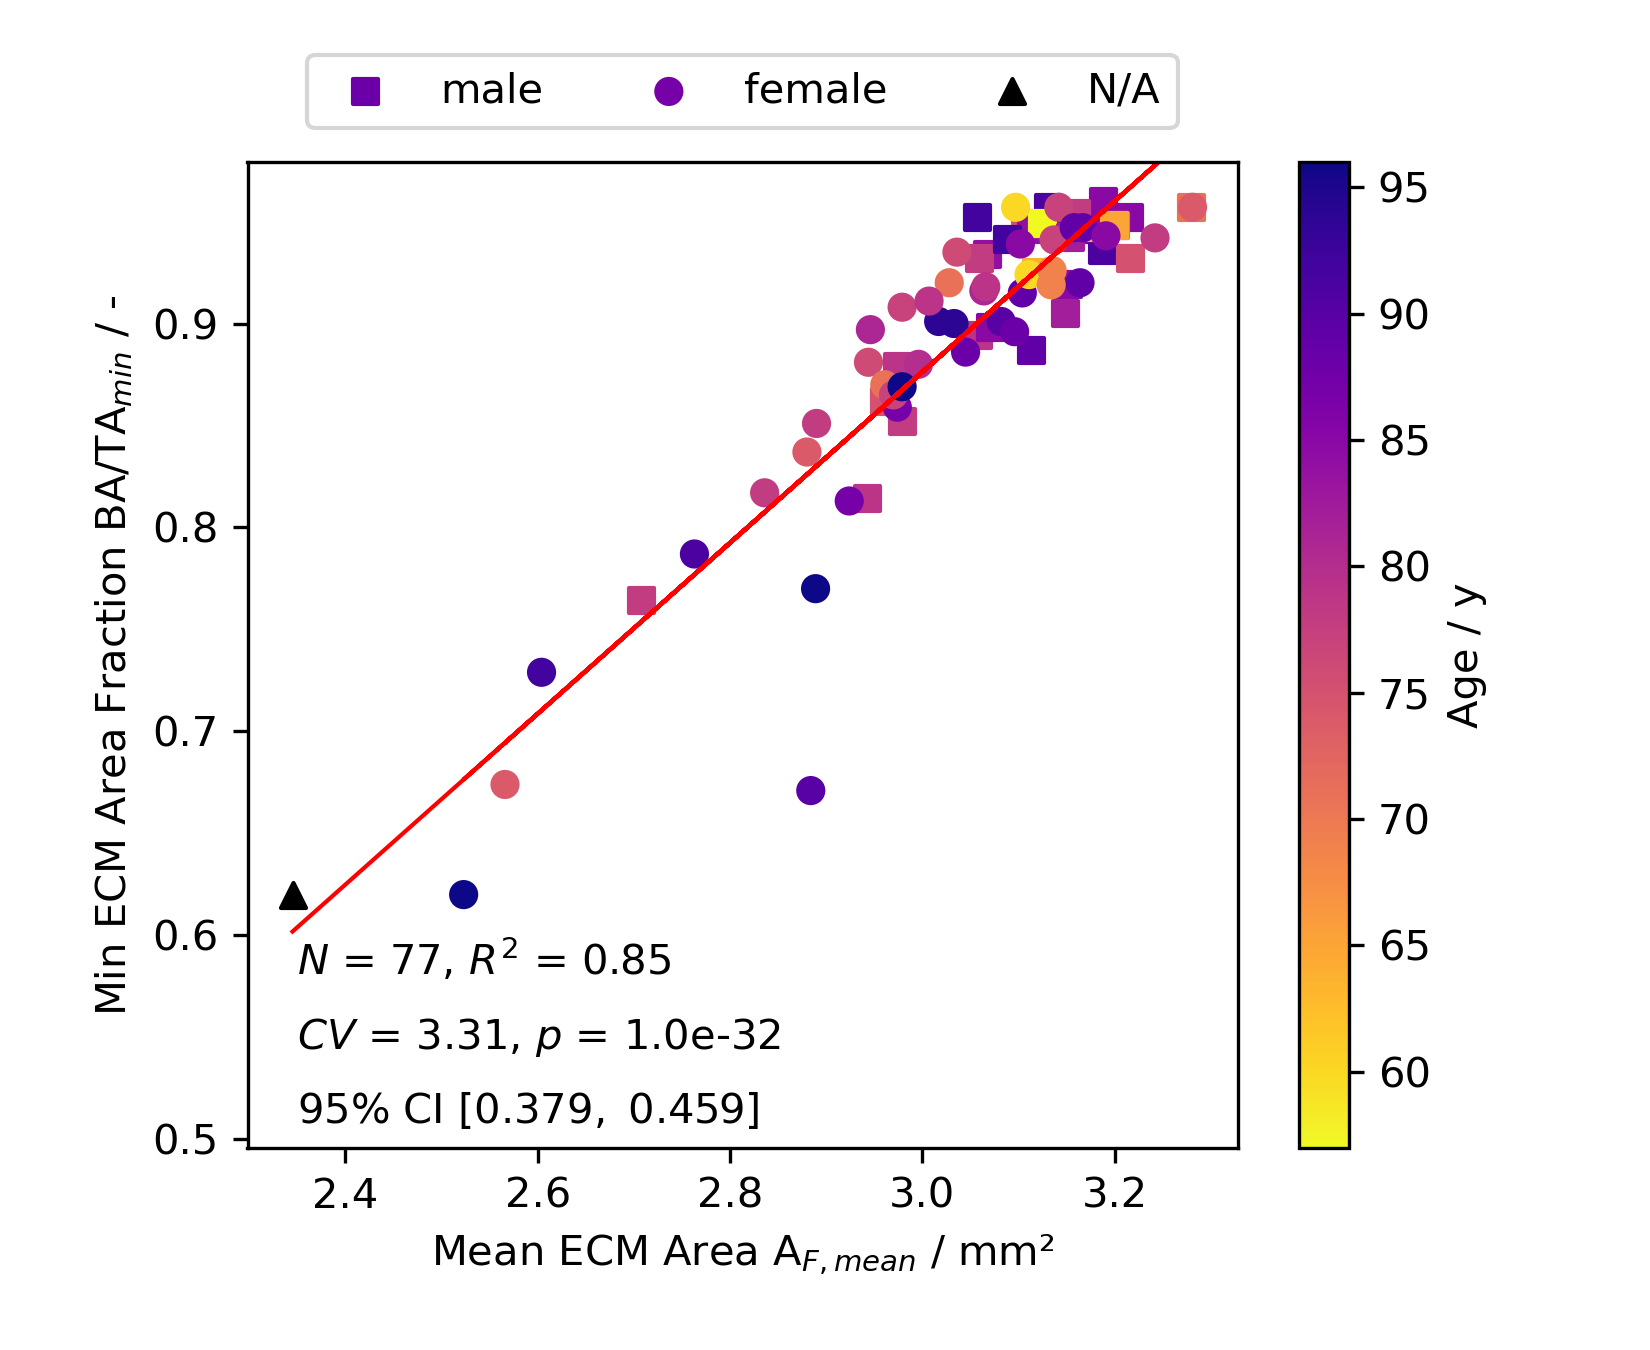 male female N/A
Min ECM Area Fraction BA/TA_min / -
0.9
0.8
0.7
0.6
0.5
N = 77, R² = 0.85
CV = 3.31, p = 1.0e-32
95% CI [0.379, 0.459]
2.4 2.6 2.8 3.0 3.2
Mean ECM Area A_F,mean / mm²
95
90
85
80
75
70
65
60
Age / y